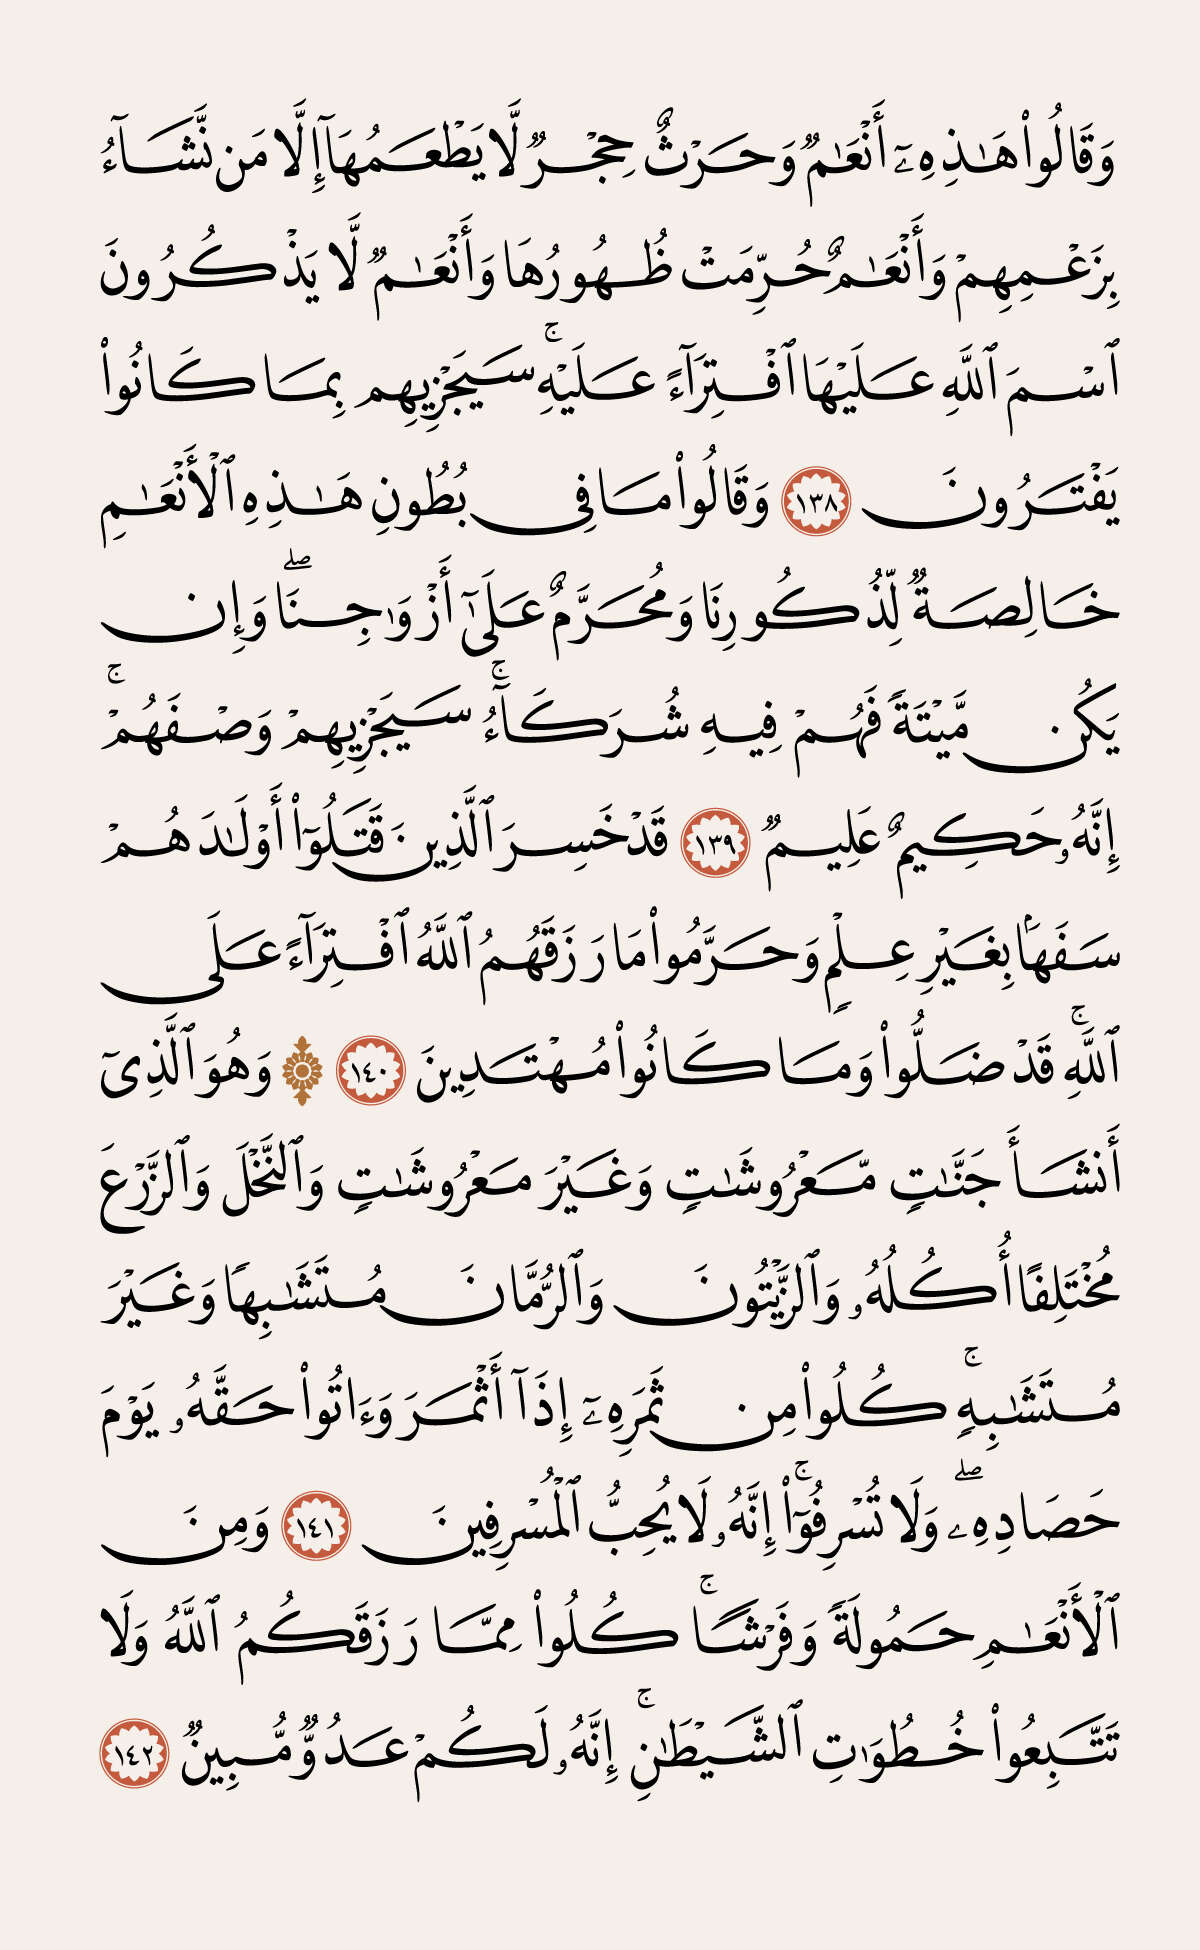 وَقَالُوا۟ هَـٰذِهِۦٓ أَنْعَـٰمٌ وَحَرْثٌ حِجْرٌ لَّا يَطْعَمُهَآ إِلَّا مَن نَّشَآءُ
بِزَعْمِهِمْ وَأَنْعَـٰمٌ حُرِّمَتْ ظُهُورُهَا وَأَنْعَـٰمٌ لَّا يَذْكُرُونَ
ٱسْمَ ٱللَّهِ عَلَيْهَا ٱفْتِرَآءً عَلَيْهِ ۚ سَيَجْزِيهِم بِمَا كَانُوا۟
يَفْتَرُونَ ١٣٨ وَقَالُوا۟ مَا فِى بُطُونِ هَـٰذِهِ ٱلْأَنْعَـٰمِ
خَالِصَةٌ لِّذُكُورِنَا وَمُحَرَّمٌ عَلَىٰٓ أَزْوَٰجِنَا ۖ وَإِن
يَكُن مَّيْتَةً فَهُمْ فِيهِ شُرَكَآءُ ۚ سَيَجْزِيهِمْ وَصْفَهُمْ ۚ
إِنَّهُۥ حَكِيمٌ عَلِيمٌ ١٣٩ قَدْ خَسِرَ ٱلَّذِينَ قَتَلُوٓا۟ أَوْلَـٰدَهُمْ
سَفَهًۢا بِغَيْرِ عِلْمٍ وَحَرَّمُوا۟ مَا رَزَقَهُمُ ٱللَّهُ ٱفْتِرَآءً عَلَى
ٱللَّهِ ۚ قَدْ ضَلُّوا۟ وَمَا كَانُوا۟ مُهْتَدِينَ ١٤٠ ۞ وَهُوَ ٱلَّذِىٓ
أَنشَأَ جَنَّـٰتٍ مَّعْرُوشَـٰتٍ وَغَيْرَ مَعْرُوشَـٰتٍ وَٱلنَّخْلَ وَٱلزَّرْعَ
مُخْتَلِفًا أُكُلُهُۥ وَٱلزَّيْتُونَ وَٱلرُّمَّانَ مُتَشَـٰبِهًا وَغَيْرَ
مُتَشَـٰبِهٍ ۚ كُلُوا۟ مِن ثَمَرِهِۦٓ إِذَآ أَثْمَرَ وَءَاتُوا۟ حَقَّهُۥ يَوْمَ
حَصَادِهِۦ ۖ وَلَا تُسْرِفُوٓا۟ ۚ إِنَّهُۥ لَا يُحِبُّ ٱلْمُسْرِفِينَ ١٤١ وَمِنَ
ٱلْأَنْعَـٰمِ حَمُولَةً وَفَرْشًا ۚ كُلُوا۟ مِمَّا رَزَقَكُمُ ٱللَّهُ وَلَا
تَتَّبِعُوا۟ خُطُوَٰتِ ٱلشَّيْطَـٰنِ ۚ إِنَّهُۥ لَكُمْ عَدُوٌّ مُّبِينٌ ١٤٢